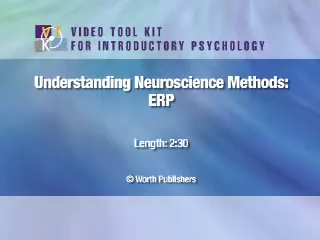 VIDEO TOOL KIT
FOR INTRODUCTORY PSYCHOLOGY
Understanding Neuroscience Methods:
ERP
Length: 2:30
© Worth Publishers